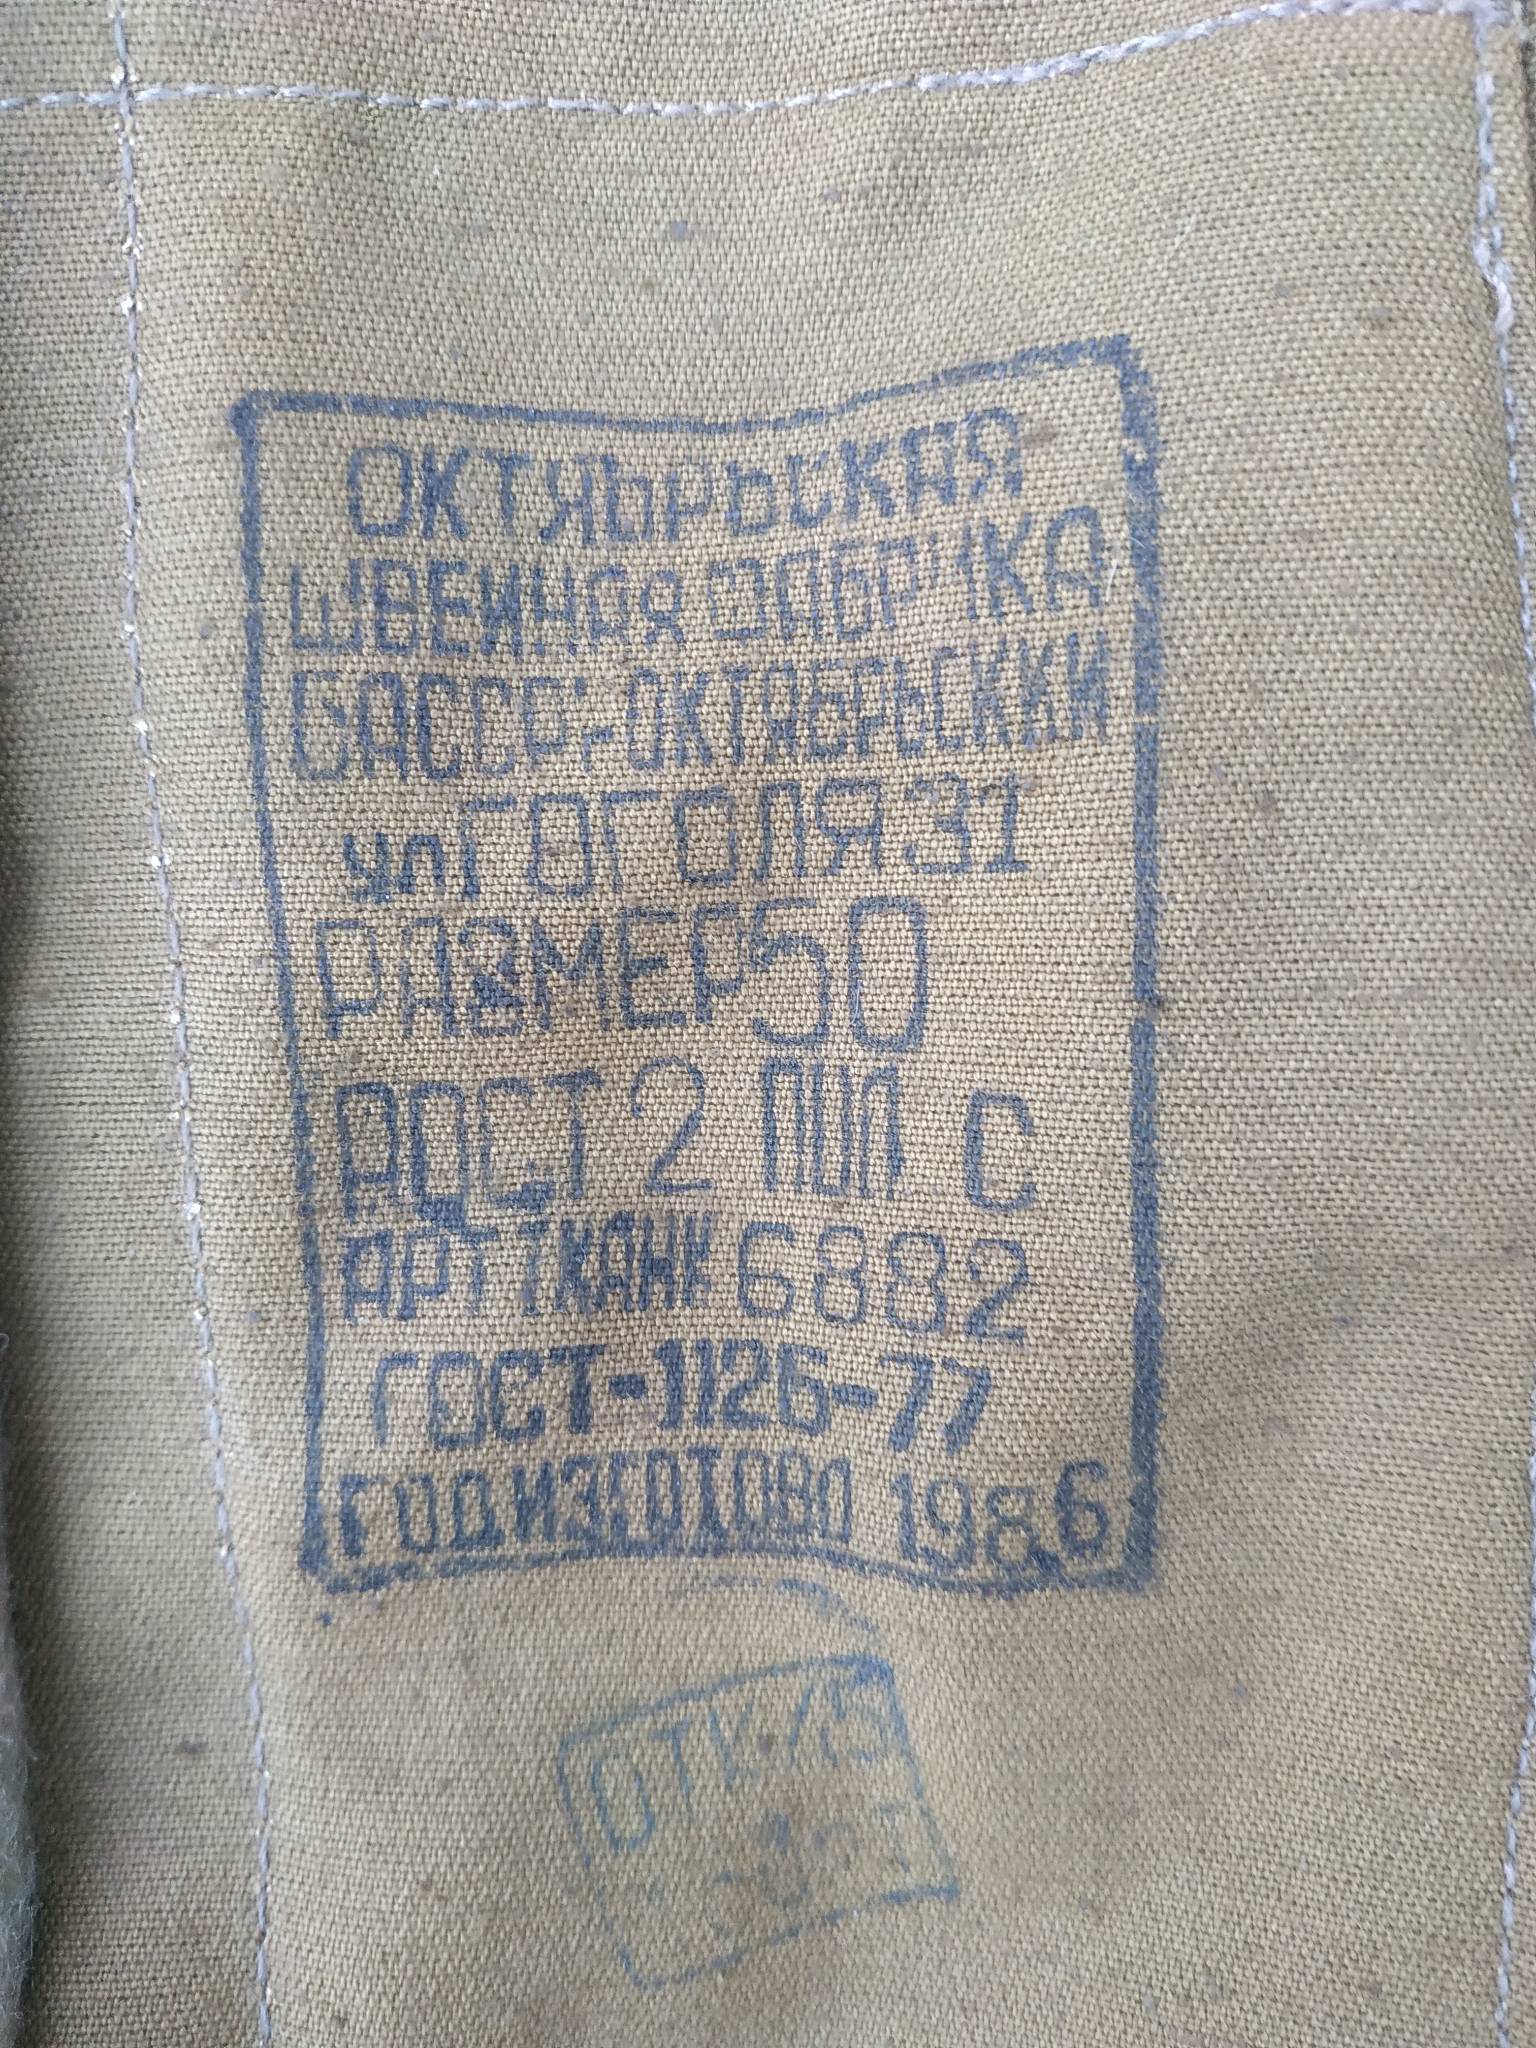 ОКТЯБРЬСКАЯ
ШВЕЙНАЯ ФАБРИКА
БАССР г. ОКТЯБРЬСКИЙ
ул ГОГОЛЯ 31
РАЗМЕР 50
РОСТ 2 ПОЛ С
АРТ ТКАНИ 6882
ГОСТ-1126-77
ГОД ИЗГОТОВЛ 1986
ОТК/15